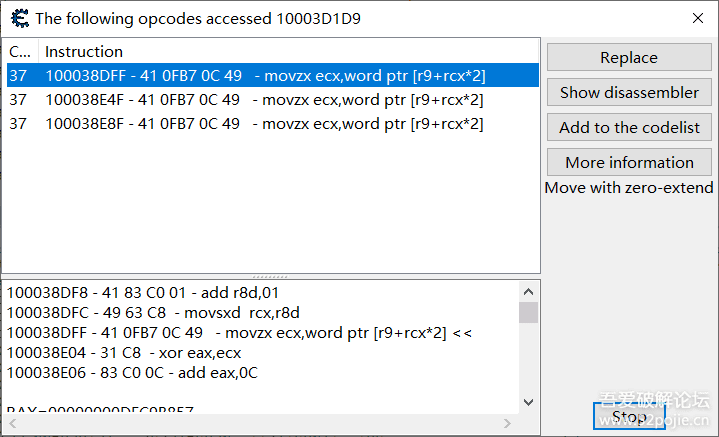 The following opcodes accessed 10003D1D9
C... Instruction
37 100038DFF - 41 0FB7 0C 49 - movzx ecx,word ptr [r9+rcx*2]
37 100038E4F - 41 0FB7 0C 49 - movzx ecx,word ptr [r9+rcx*2]
37 100038E8F - 41 0FB7 0C 49 - movzx ecx,word ptr [r9+rcx*2]
Replace
Show disassembler
Add to the codelist
More information
Move with zero-extend
100038DF8 - 41 83 C0 01 - add r8d,01
100038DFC - 49 63 C8 - movsxd rcx,r8d
100038DFF - 41 0FB7 0C 49 - movzx ecx,word ptr [r9+rcx*2] <<
100038E04 - 31 C8 - xor eax,ecx
100038E06 - 83 C0 0C - add eax,0C
Stop
吾爱破解论坛
www.52pojie.cn